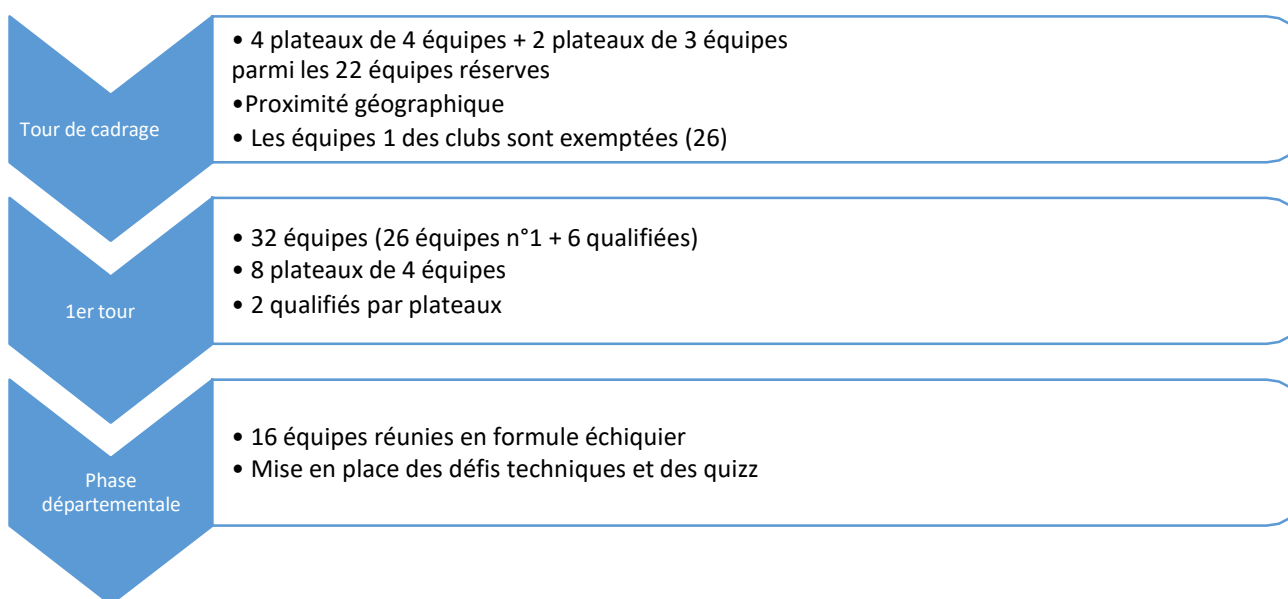 Tour de cadrage
• 4 plateaux de 4 équipes + 2 plateaux de 3 équipes
parmi les 22 équipes réserves
•Proximité géographique
• Les équipes 1 des clubs sont exemptées (26)
1er tour
• 32 équipes (26 équipes n°1 + 6 qualifiées)
• 8 plateaux de 4 équipes
• 2 qualifiés par plateaux
Phase
départementale
• 16 équipes réunies en formule échiquier
• Mise en place des défis techniques et des quizz